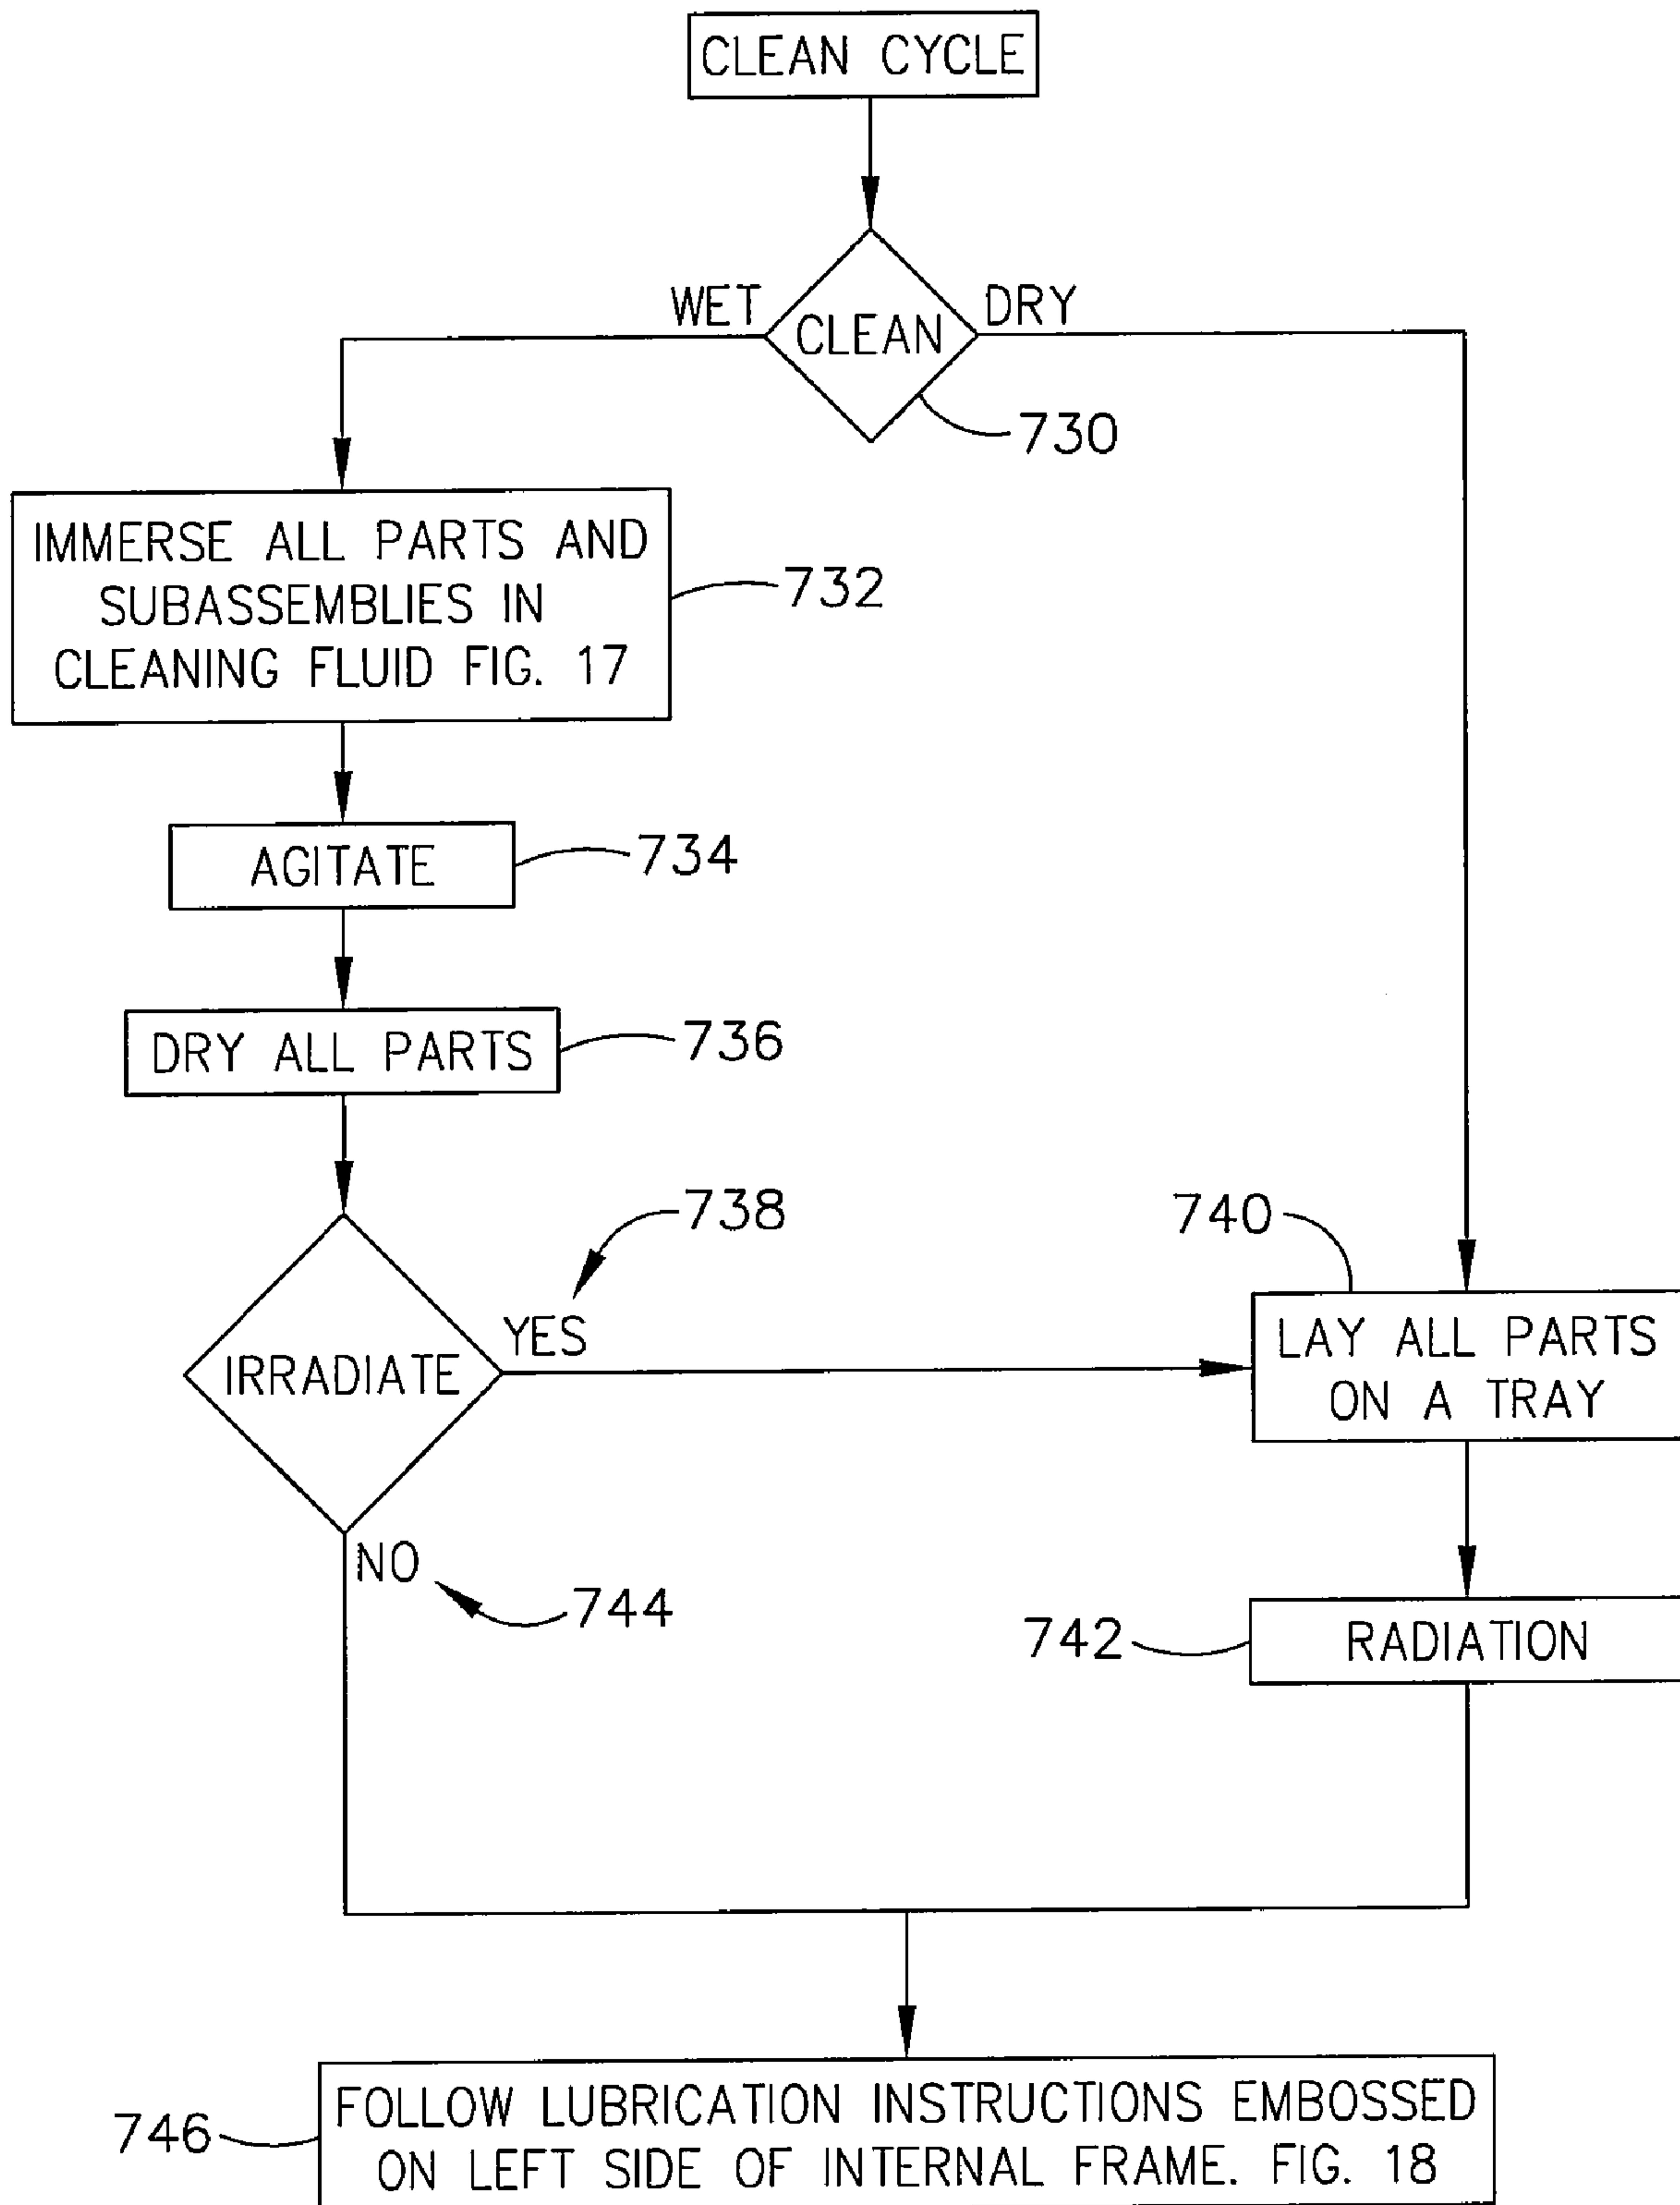 CLEAN CYCLE
WET
DRY
CLEAN
730
IMMERSE ALL PARTS AND
SUBASSEMBLIES IN
CLEANING FLUID FIG. 17
732
AGITATE
734
DRY ALL PARTS
736
738
740
YES
IRRADIATE
LAY ALL PARTS
ON A TRAY
NO
744
742
RADIATION
746
FOLLOW LUBRICATION INSTRUCTIONS EMBOSSED
ON LEFT SIDE OF INTERNAL FRAME. FIG. 18